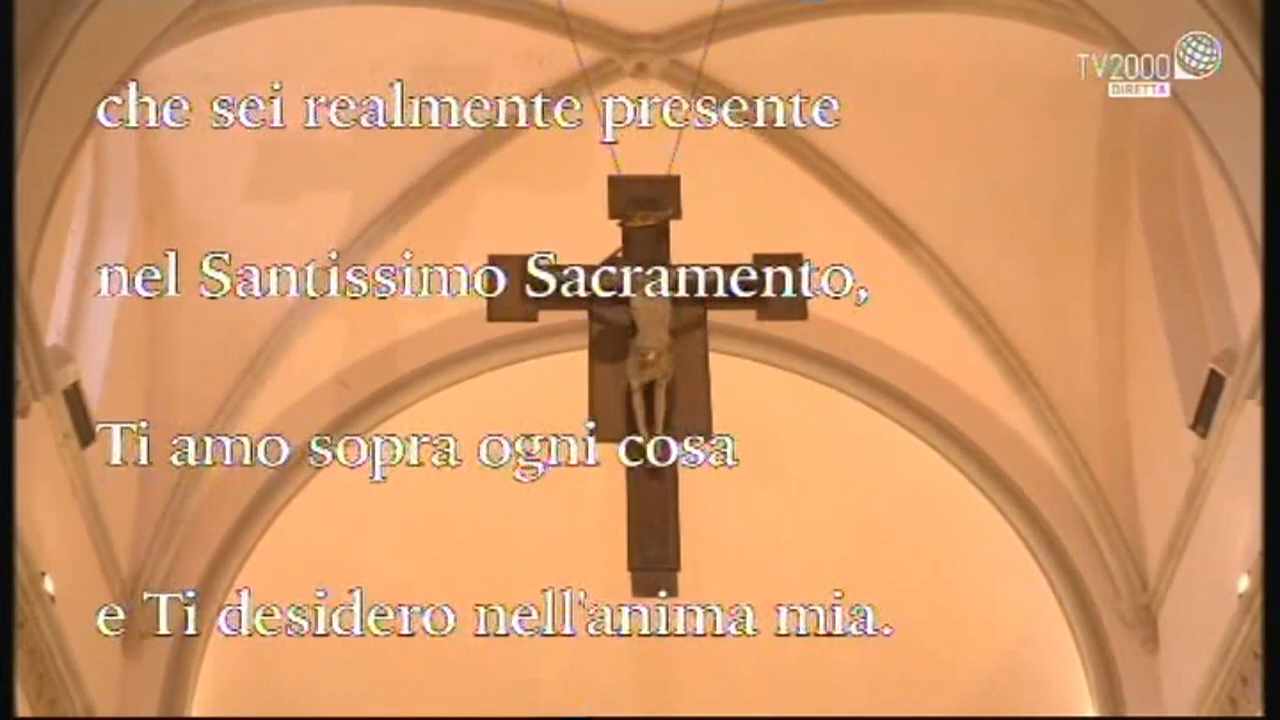 TV2000
DIRETTA
che sei realmente presente
nel Santissimo Sacramento,
Ti amo sopra ogni cosa
e Ti desidero nell'anima mia.